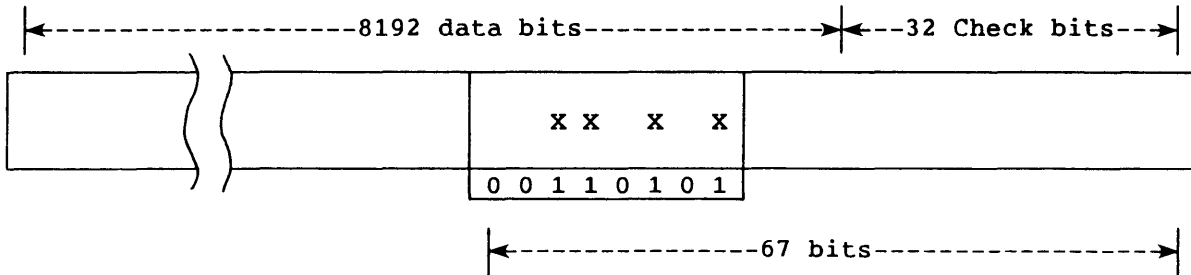 8192 data bits 32 Check bits
x x x x
0 0 1 1 0 1 0 1
67 bits